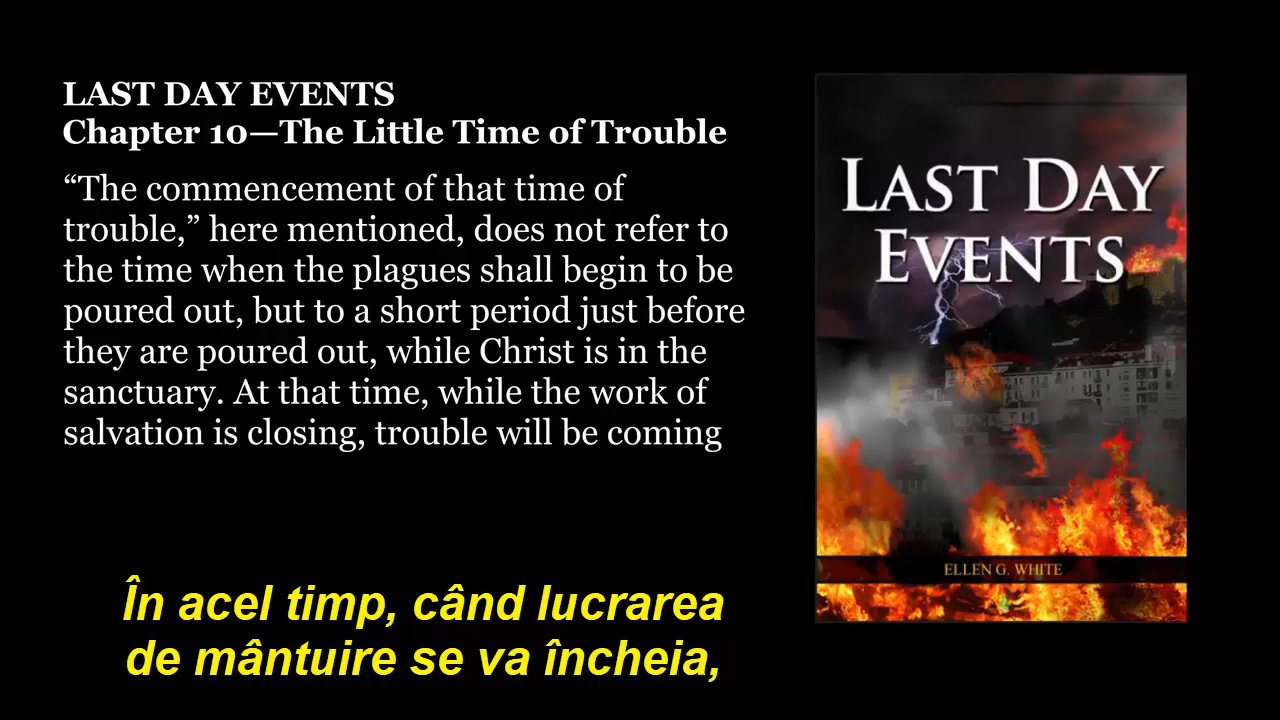 LAST DAY EVENTS
Chapter 10—The Little Time of Trouble
“The commencement of that time of
trouble,” here mentioned, does not refer to
the time when the plagues shall begin to be
poured out, but to a short period just before
they are poured out, while Christ is in the
sanctuary. At that time, while the work of
salvation is closing, trouble will be coming
LAST DAY
EVENTS
ELLEN G. WHITE
În acel timp, când lucrarea
de mântuire se va încheia,